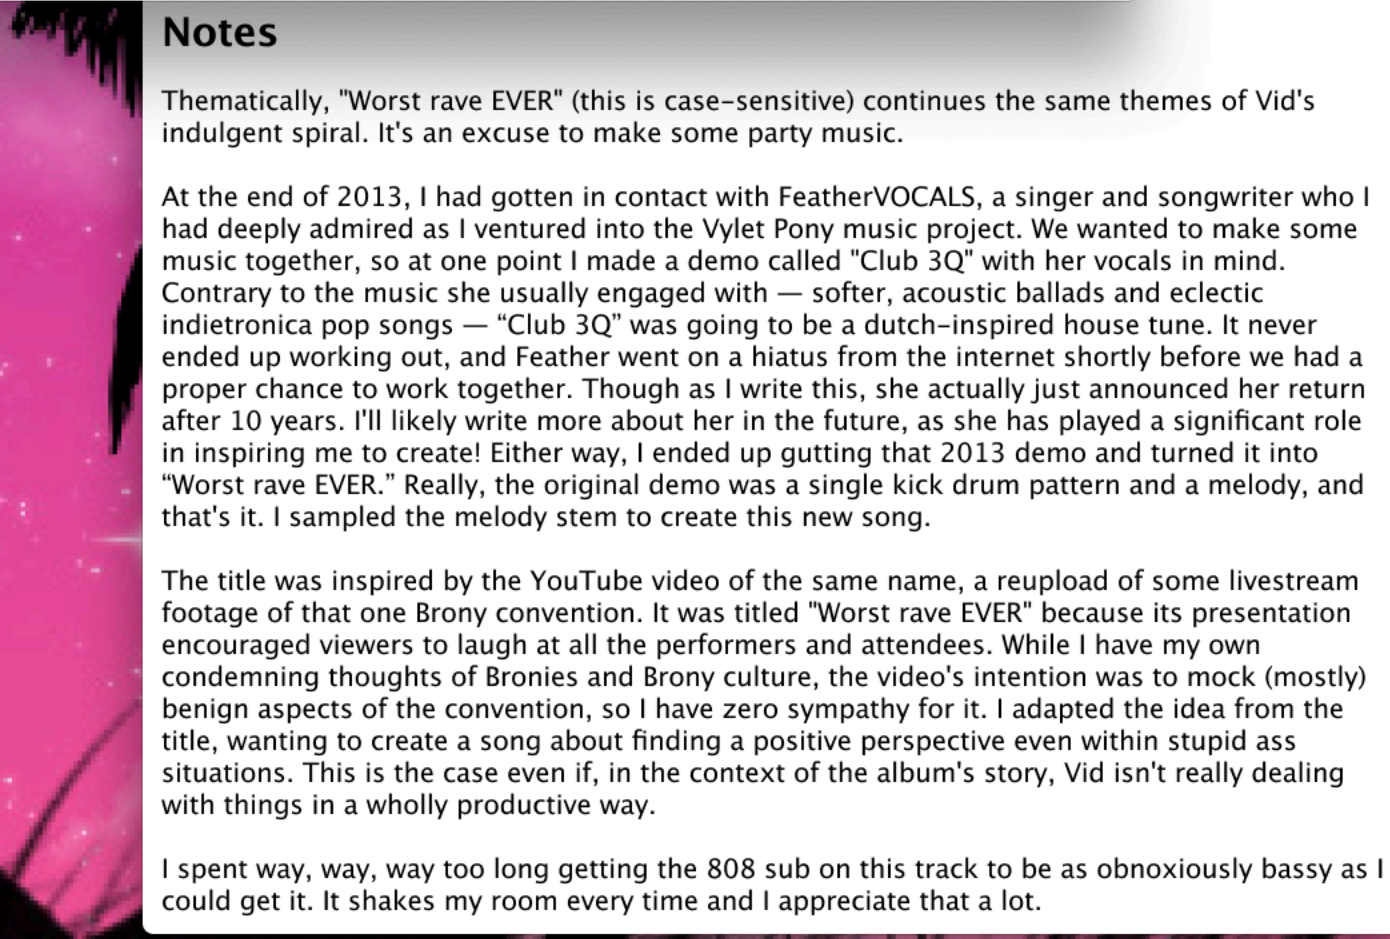 Notes
Thematically, "Worst rave EVER" (this is case-sensitive) continues the same themes of Vid's
indulgent spiral. It's an excuse to make some party music.
At the end of 2013, I had gotten in contact with FeatherVOCALS, a singer and songwriter who I
had deeply admired as I ventured into the Vylet Pony music project. We wanted to make some
music together, so at one point I made a demo called "Club 3Q" with her vocals in mind.
Contrary to the music she usually engaged with — softer, acoustic ballads and eclectic
indietronica pop songs — “Club 3Q” was going to be a dutch-inspired house tune. It never
ended up working out, and Feather went on a hiatus from the internet shortly before we had a
proper chance to work together. Though as I write this, she actually just announced her return
after 10 years. I'll likely write more about her in the future, as she has played a significant role
in inspiring me to create! Either way, I ended up gutting that 2013 demo and turned it into
“Worst rave EVER.” Really, the original demo was a single kick drum pattern and a melody, and
that's it. I sampled the melody stem to create this new song.
The title was inspired by the YouTube video of the same name, a reupload of some livestream
footage of that one Brony convention. It was titled "Worst rave EVER" because its presentation
encouraged viewers to laugh at all the performers and attendees. While I have my own
condemning thoughts of Bronies and Brony culture, the video's intention was to mock (mostly)
benign aspects of the convention, so I have zero sympathy for it. I adapted the idea from the
title, wanting to create a song about finding a positive perspective even within stupid ass
situations. This is the case even if, in the context of the album's story, Vid isn't really dealing
with things in a wholly productive way.
I spent way, way, way too long getting the 808 sub on this track to be as obnoxiously bassy as I
could get it. It shakes my room every time and I appreciate that a lot.